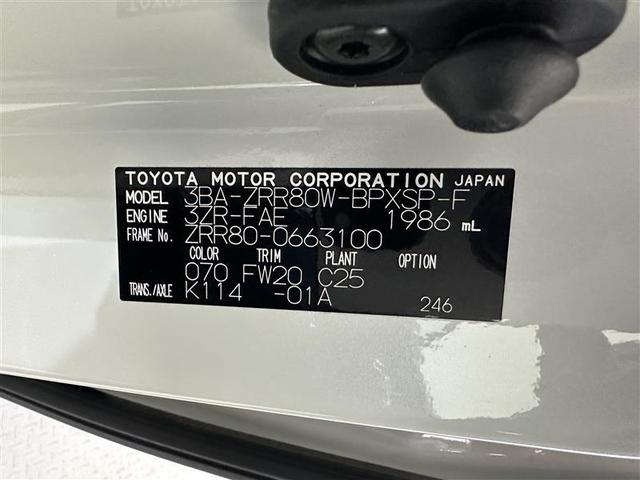 TOYOTA MOTOR CORPORATION JAPAN
MODEL 3BA-ZRR80W-BPXSP-F
ENGINE 3ZR-FAE 1986 mL
FRAME NO. ZRR80-0663100
COLOR TRIM PLANT OPTION
070 FW20 C25
TRANS./AXLE K114 -01A
246